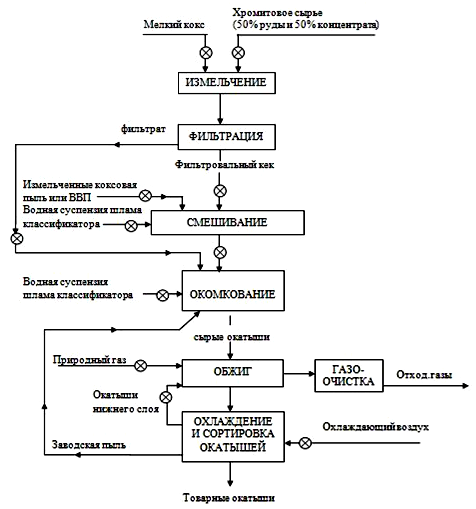 Мелкий кокс
Хромитовое сырье
(50% руды и 50% концентрата)
ИЗМЕЛЬЧЕНИЕ
фильтрат
ФИЛЬТРАЦИЯ
Фильтровальный кек
Измельченные коксовая
пыль или ВВП
Водная суспензия шлама
классификатора
СМЕШИВАНИЕ
Водная суспензия
шлама классификатора
ОКОМКОВАНИЕ
сырые окатыши
Природный газ
ОБЖИГ
ГАЗО-
ОЧИСТКА
Отход.газы
Окатыши
нижнего слоя
ОХЛАЖДЕНИЕ
И СОРТИРОВКА
ОКАТЫШЕЙ
Охлаждающий воздух
Заводская пыль
Товарные окатыши